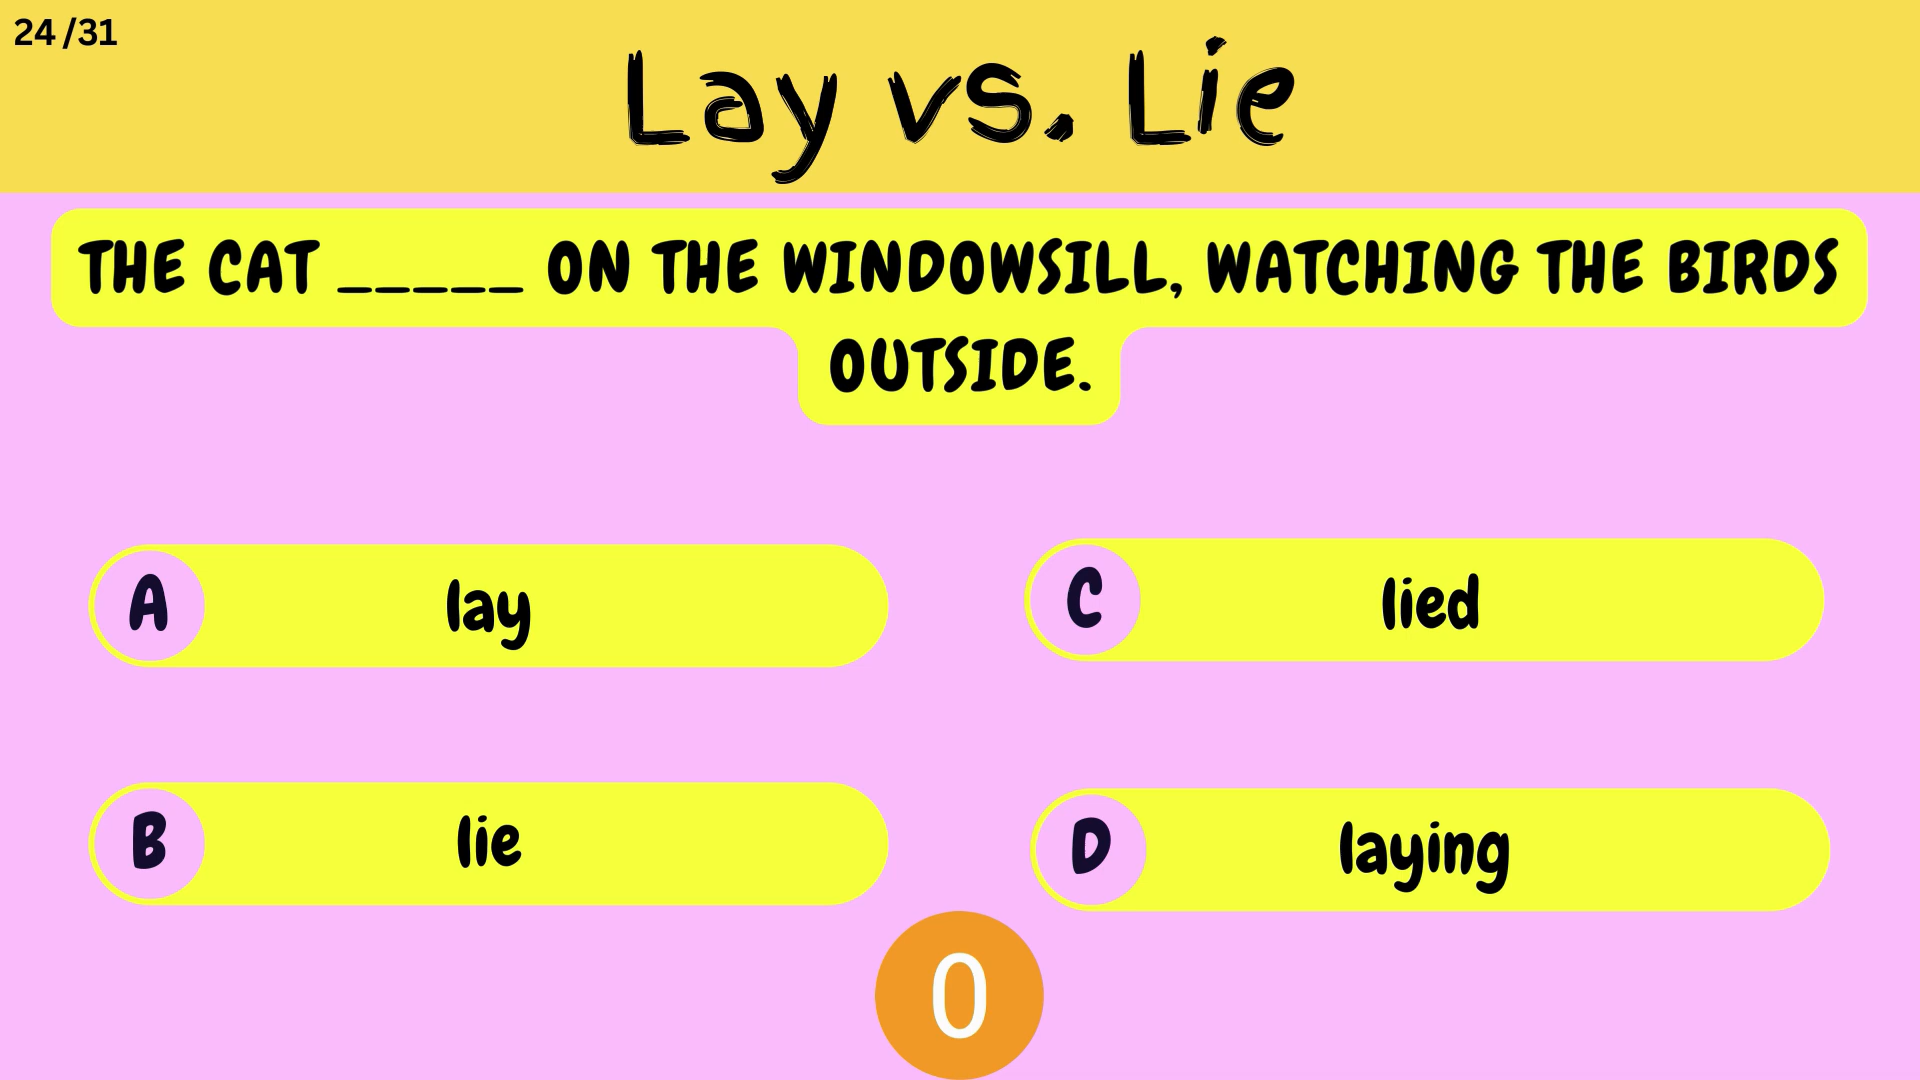 24 /31
Lay vs. Lie
THE CAT _____ ON THE WINDOWSILL, WATCHING THE BIRDS
OUTSIDE.
A lay
C lied
B lie
D laying
0